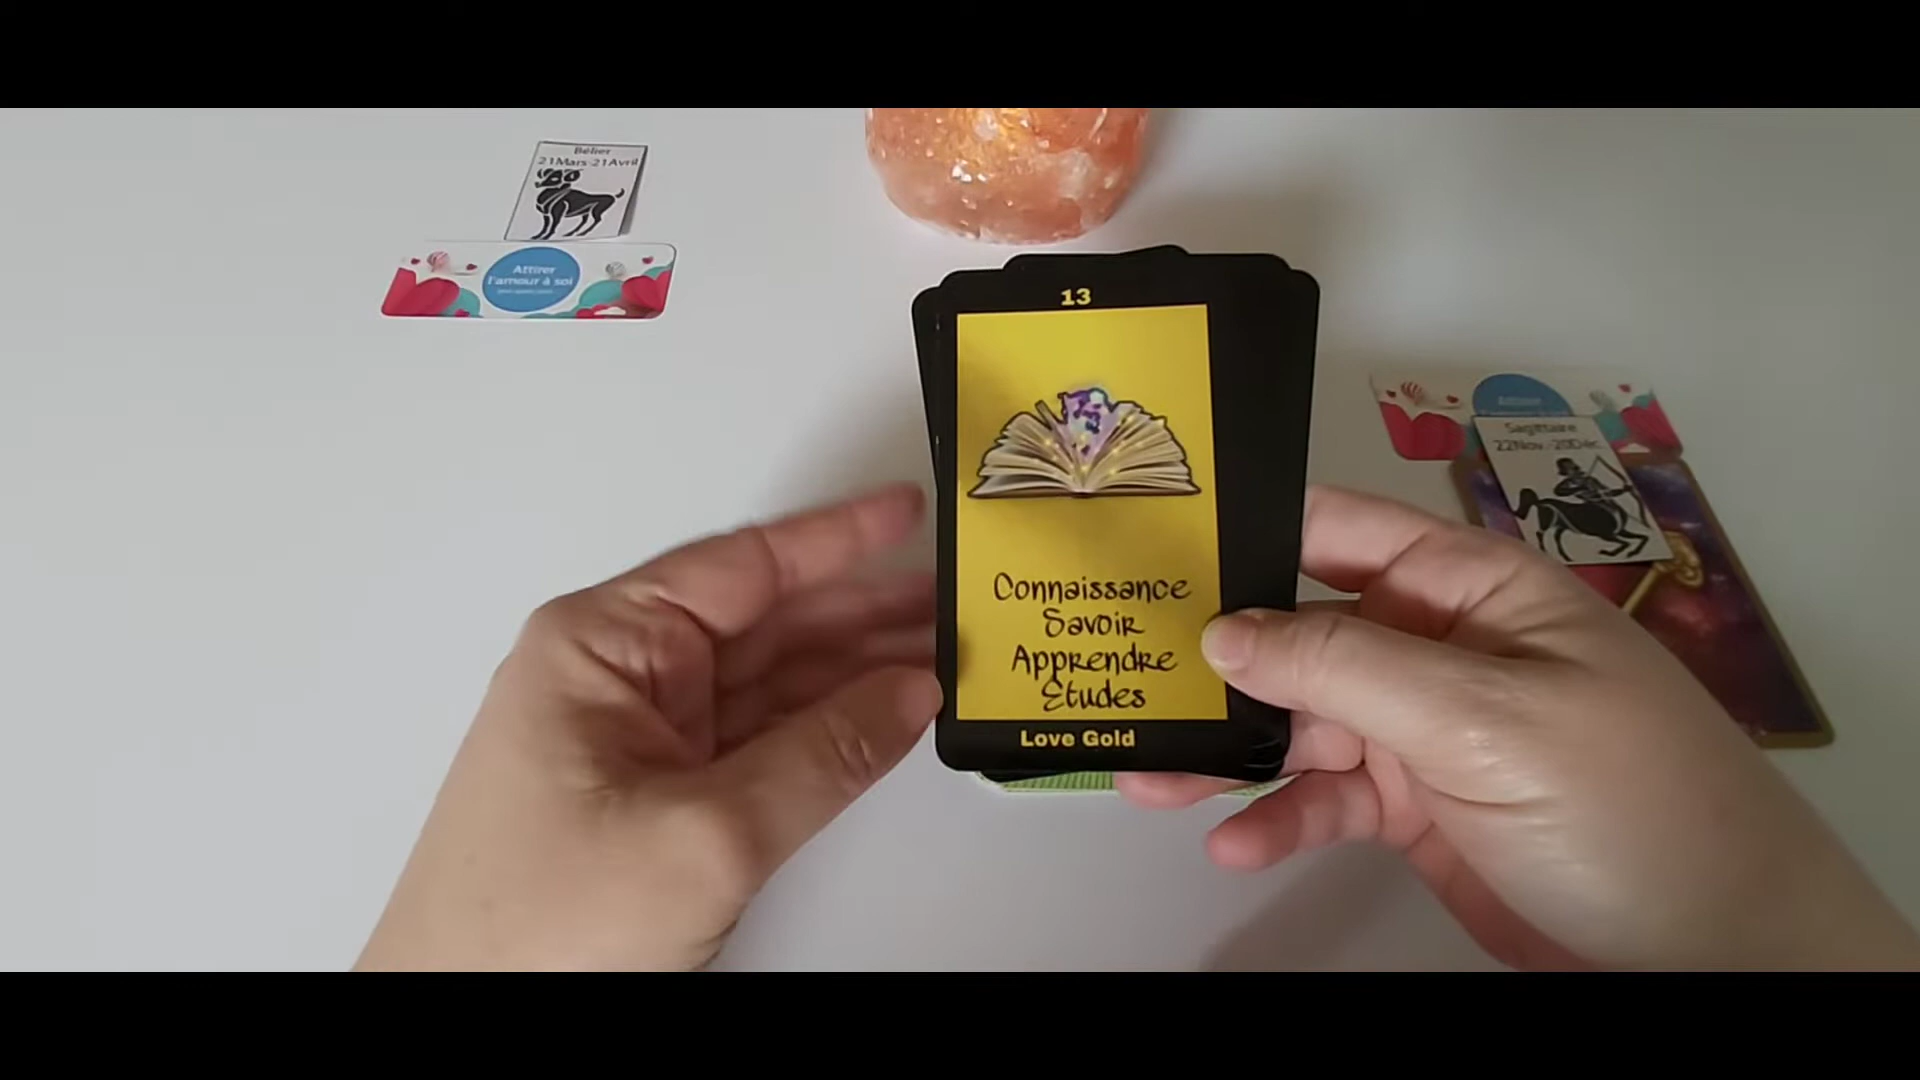 Bélier
21Mars-21Avril
Attirer
l'amour à soi
13
Connaissance
Savoir
Apprendre
Etudes
Love Gold
Sagittaire
22Nov.-20Déc.